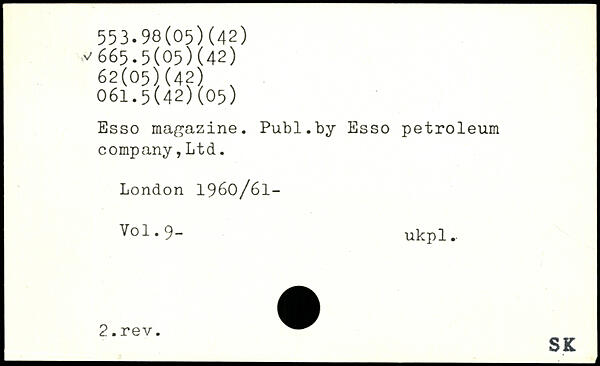 553.98(05)(42)
✓665.5(05)(42)
62(05)(42)
061.5(42)(05)
Esso magazine. Publ.by Esso petroleum
company,Ltd.
London 1960/61-
Vol.9-
ukpl.
2.rev.
SK